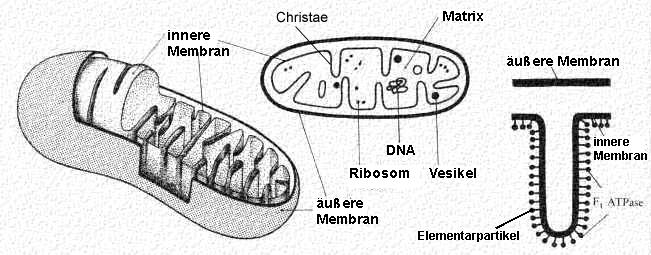 Christae
Matrix
innere
Membran
äußere Membran
DNA
innere
Membran
Ribosom
Vesikel
äußere
Membran
F₁ ATPase
Elementarpartikel